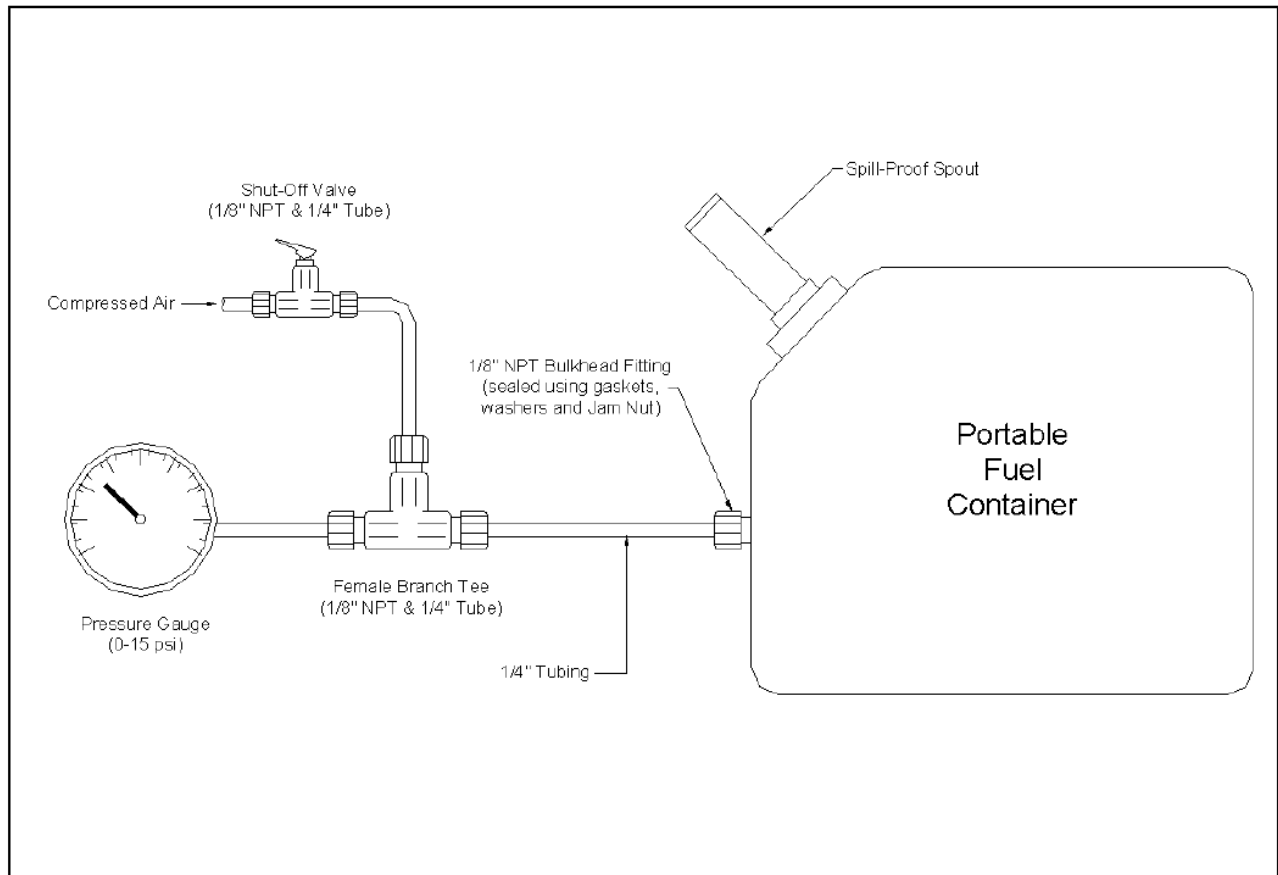 Spill-Proof Spout
Shut-Off Valve
(1/8" NPT & 1/4" Tube)
Compressed Air
1/8" NPT Bulkhead Fitting
(sealed using gaskets,
washers and Jam Nut)
Portable
Fuel
Container
Female Branch Tee
(1/8" NPT & 1/4" Tube)
Pressure Gauge
(0-15 psi)
1/4" Tubing